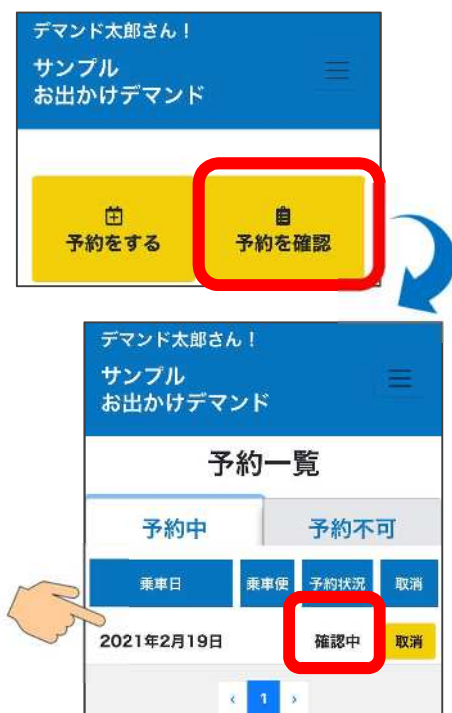 デマンド太郎さん！
サンプル
お出かけデマンド
予約をする 予約を確認
デマンド太郎さん！
サンプル
お出かけデマンド
予約一覧
予約中 予約不可
乗車日 乗車便 予約状況 取消
2021年2月19日 確認中 取消
‹ 1 ›